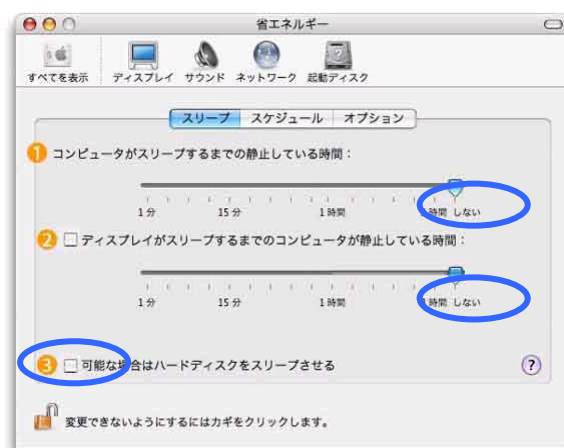 省エネルギー
すべてを表示 ディスプレイ サウンド ネットワーク 起動ディスク
スリープ スケジュール オプション
1 コンピュータがスリープするまでの静止している時間：
1分 15分 1時間 時間 しない
2 ディスプレイがスリープするまでのコンピュータが静止している時間：
1分 15分 1時間 時間 しない
3 可能な場合はハードディスクをスリープさせる ?
変更できないようにするにはカギをクリックします。